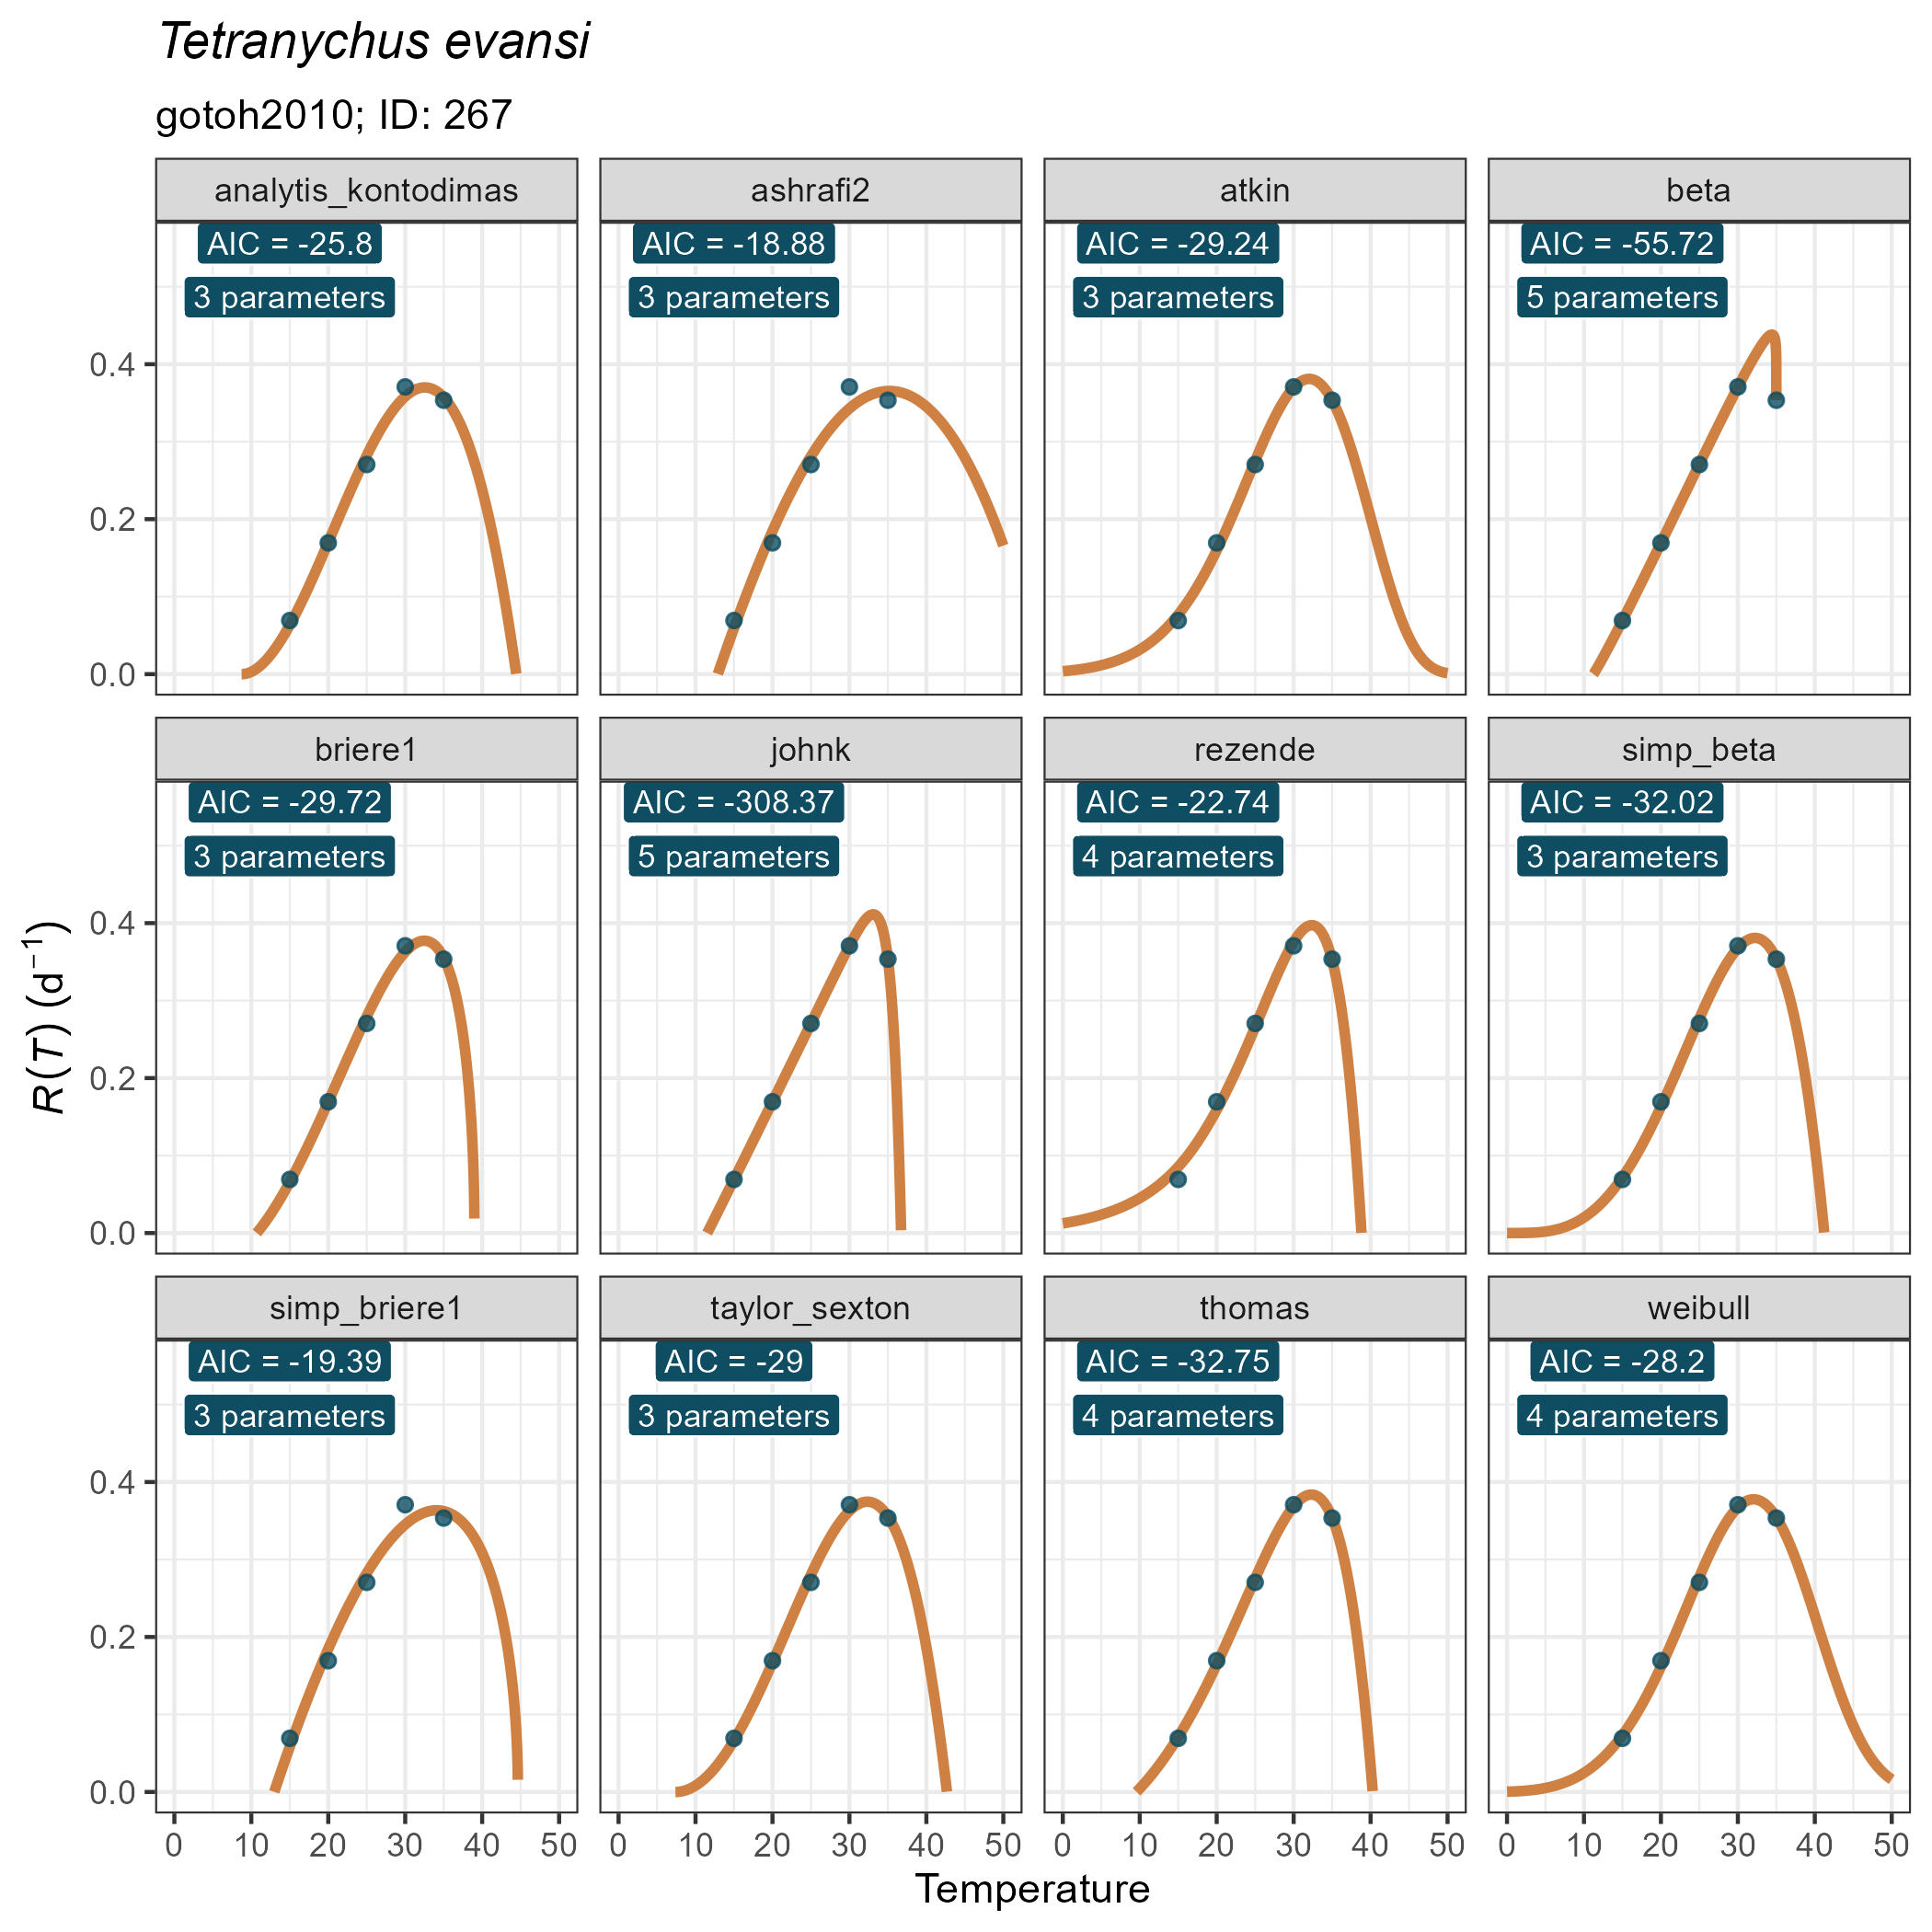 Tetranychus evansi
gotoh2010; ID: 267
analytis_kontodimas
AIC = -25.8
3 parameters
ashrafi2
AIC = -18.88
3 parameters
atkin
AIC = -29.24
3 parameters
beta
AIC = -55.72
5 parameters
0.4
0.2
0.0
briere1
AIC = -29.72
3 parameters
johnk
AIC = -308.37
5 parameters
rezende
AIC = -22.74
4 parameters
simp_beta
AIC = -32.02
3 parameters
0.4
0.2
0.0
R(T) (d⁻¹)
simp_briere1
AIC = -19.39
3 parameters
taylor_sexton
AIC = -29
3 parameters
thomas
AIC = -32.75
4 parameters
weibull
AIC = -28.2
4 parameters
0.4
0.2
0.0
0 10 20 30 40 50
0 10 20 30 40 50
0 10 20 30 40 50
0 10 20 30 40 50
Temperature